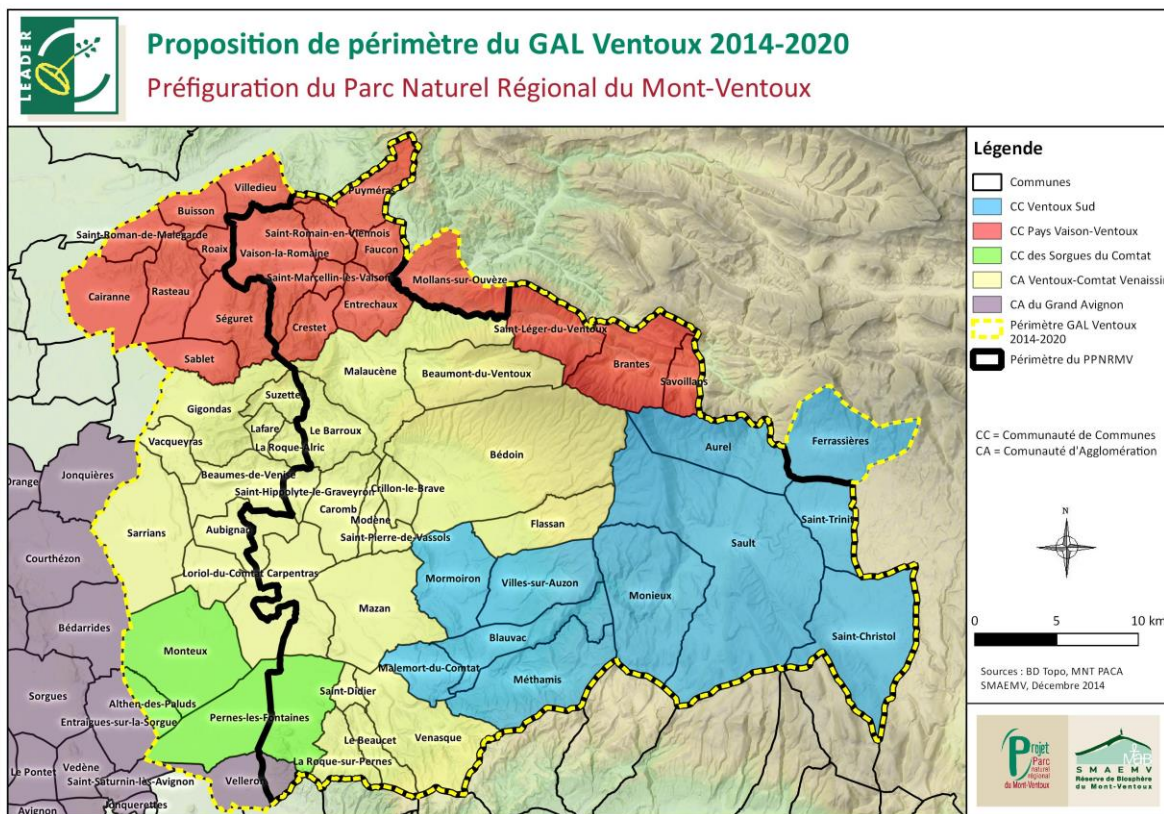 LEADER
Proposition de périmètre du GAL Ventoux 2014-2020
Préfiguration du Parc Naturel Régional du Mont-Ventoux
Villedieu
Puyméras
Buisson
Saint-Roman-de-Malegarde
Saint-Romain-en-Viennois
Roaix
Vaison-la-Romaine
Faucon
Saint-Marcellin-lès-Vaison
Mollans-sur-Ouvèze
Cairanne
Rasteau
Entrechaux
Séguret
Crestet
Saint-Léger-du-Ventoux
Sablet
Brantes
Malaucène
Beaumont-du-Ventoux
Savoillans
Suzette
Gigondas
Lafare
Le Barroux
Vacqueyras
La Roque-Alric
Ferrassières
Aurel
Bédoin
Jonquières
Orange
Beaumes-de-Venise
Crillon-le-Brave
Saint-Hippolyte-le-Graveyron
Caromb
Modène
Saint-Trinit
Sarrians
Aubignan
Flassan
Saint-Pierre-de-Vassols
Sault
Courthézon
Loriol-du-Comtat
Carpentras
Mormoiron
Villes-sur-Auzon
Monieux
Mazan
Bédarrides
Blauvac
Saint-Christol
Monteux
Malemort-du-Comtat
Méthamis
Sorgues
Althen-des-Paluds
Saint-Didier
Entraigues-sur-la-Sorgue
Pernes-les-Fontaines
Le Beaucet
Venasque
La Roque-sur-Pernes
Le Pontet
Vedène
Saint-Saturnin-lès-Avignon
Velleron
Jonquerettes
Avignon
Légende
Communes
CC Ventoux Sud
CC Pays Vaison-Ventoux
CC des Sorgues du Comtat
CA Ventoux-Comtat Venaissin
CA du Grand Avignon
Périmètre GAL Ventoux
2014-2020
Périmètre du PPNRMV
CC = Communauté de Communes
CA = Comunauté d'Agglomération
N
0 5 10 km
Sources : BD Topo, MNT PACA
SMAEMV, Décembre 2014
Projet
Parc
naturel
régional
du Mont-Ventoux
MAB
SMAEMV
Réserve de Biosphère
du Mont-Ventoux